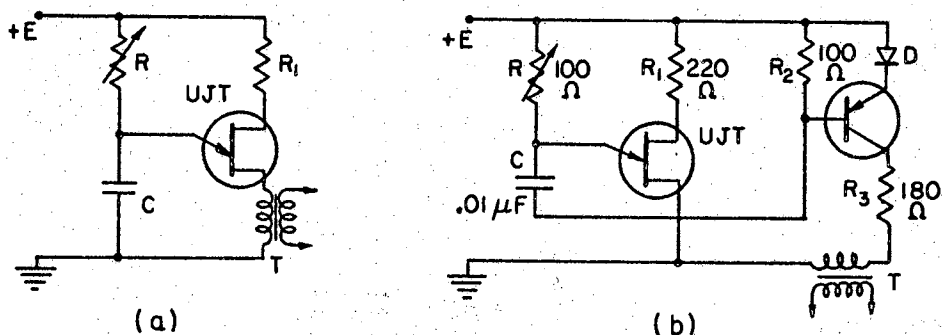 +E
R
R1
UJT
C
T
(a)
+E
R 100 Ω
R1 220 Ω
R2 100 Ω
D
UJT
C
.01 µF
R3 180 Ω
T
(b)